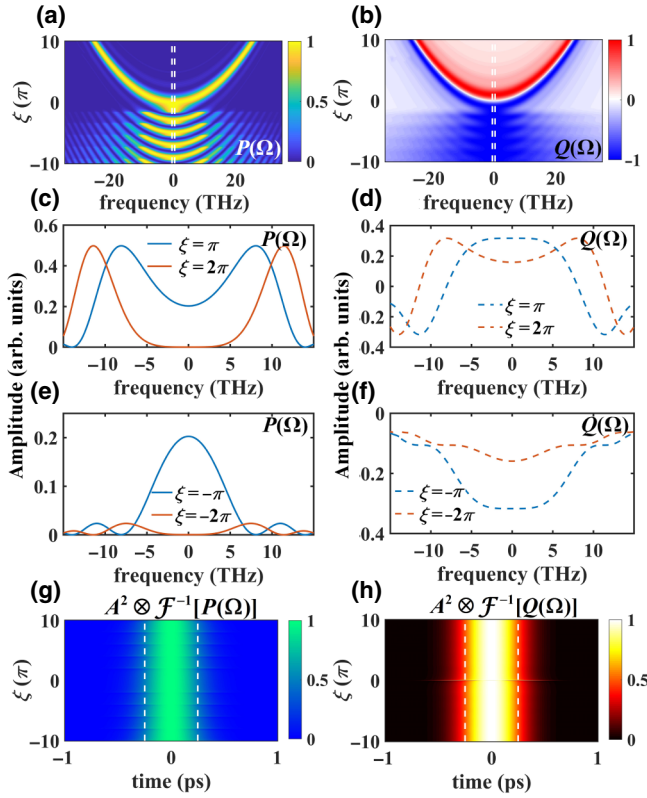 (a)
(b)
10
0
-10
ξ (π)
P(Ω)
-20
0
20
frequency (THz)
1
0.5
0
10
0
-10
ξ (π)
Q(Ω)
-20
0
20
frequency (THz)
1
0
-1
(c)
(d)
0.6
0.4
0.2
0
P(Ω)
ξ = π
ξ = 2π
-10
-5
0
5
10
frequency (THz)
0.4
0.2
0
0.2
0.4
Q(Ω)
ξ = π
ξ = 2π
-10
-5
0
5
10
frequency (THz)
Amplitude (arb. units)
Amplitude (arb. units)
(e)
(f)
0.2
0.1
0
P(Ω)
ξ = -π
ξ = -2π
-10
-5
0
5
10
frequency (THz)
0
0.2
0.4
Q(Ω)
ξ = -π
ξ = -2π
-10
-5
0
5
10
frequency (THz)
(g)
(h)
A² ⊗ ℱ⁻¹[P(Ω)]
10
0
-10
ξ (π)
-1
0
1
time (ps)
1
0.5
0
A² ⊗ ℱ⁻¹[Q(Ω)]
10
0
-10
ξ (π)
-1
0
1
time (ps)
1
0.5
0